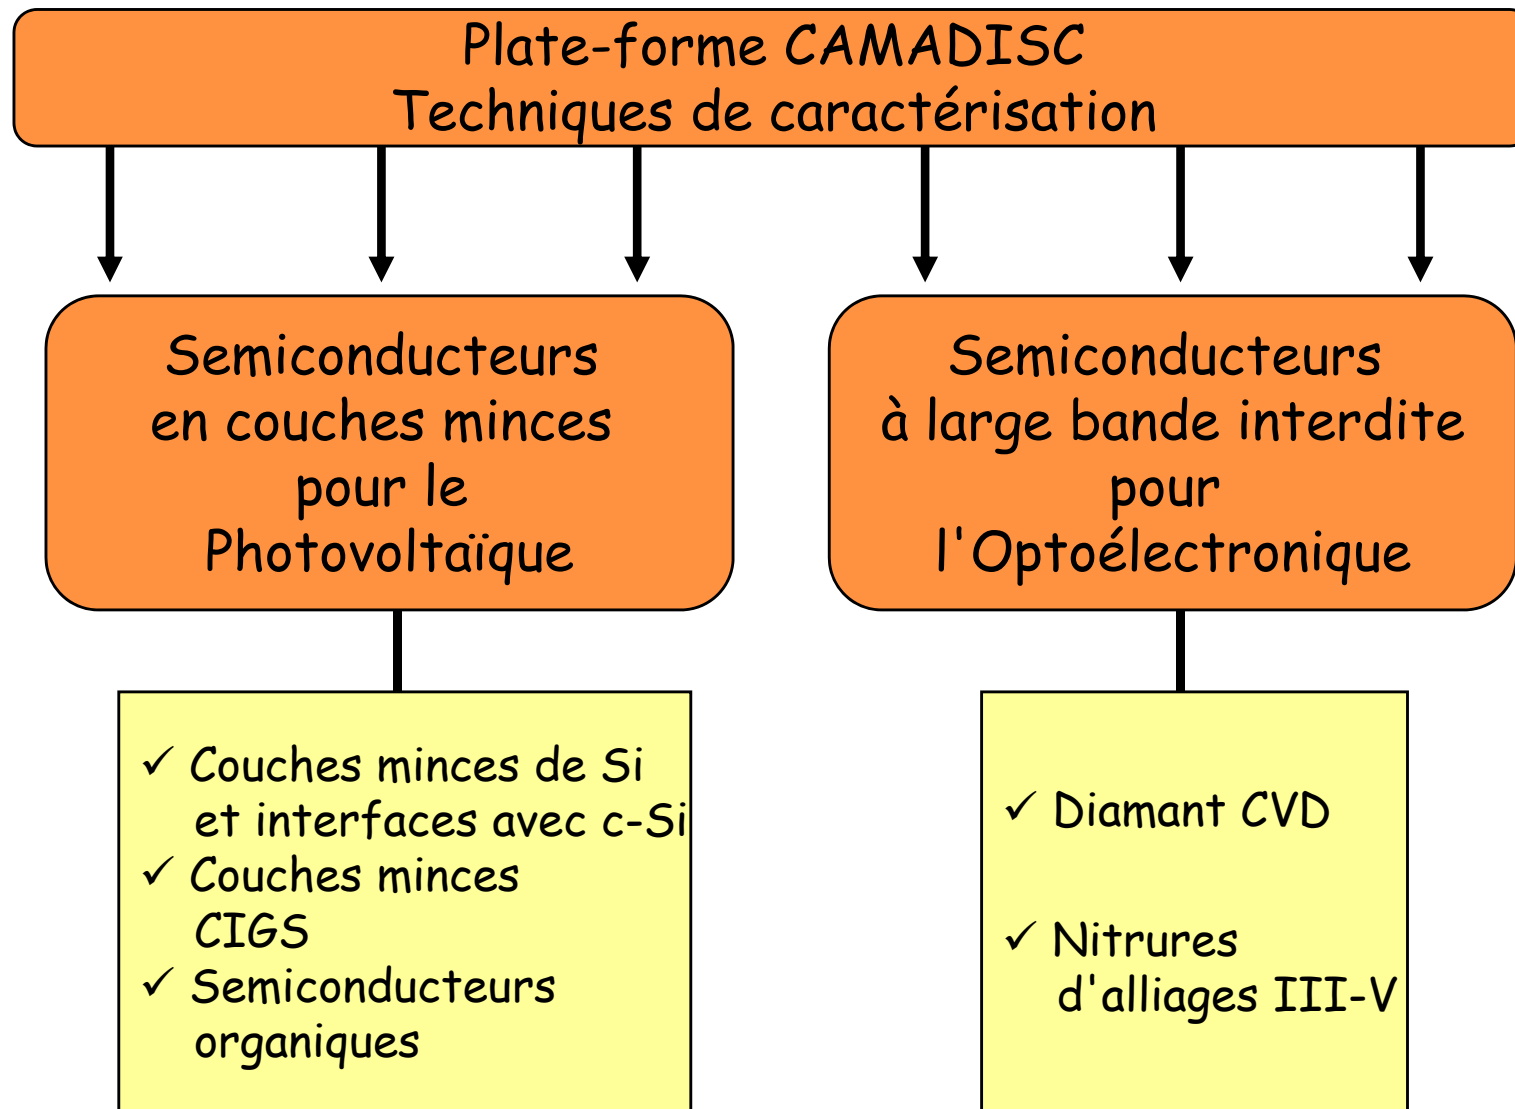 Plate-forme CAMADISC
Techniques de caractérisation
Semiconducteurs
en couches minces
pour le
Photovoltaïque
Semiconducteurs
à large bande interdite
pour
l'Optoélectronique
✓ Couches minces de Si
et interfaces avec c-Si
✓ Couches minces
CIGS
✓ Semiconducteurs
organiques
✓ Diamant CVD
✓ Nitrures
d'alliages III-V